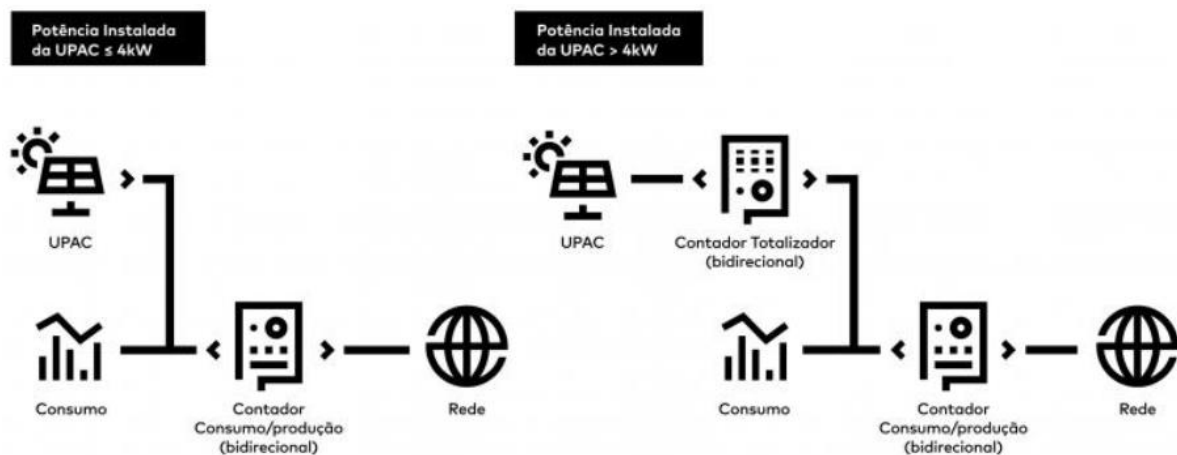 Potência Instalada
da UPAC ≤ 4kW
UPAC
Consumo
Contador
Consumo/produção
(bidirecional)
Rede
Potência Instalada
da UPAC > 4kW
UPAC
Contador Totalizador
(bidirecional)
Consumo
Contador
Consumo/produção
(bidirecional)
Rede